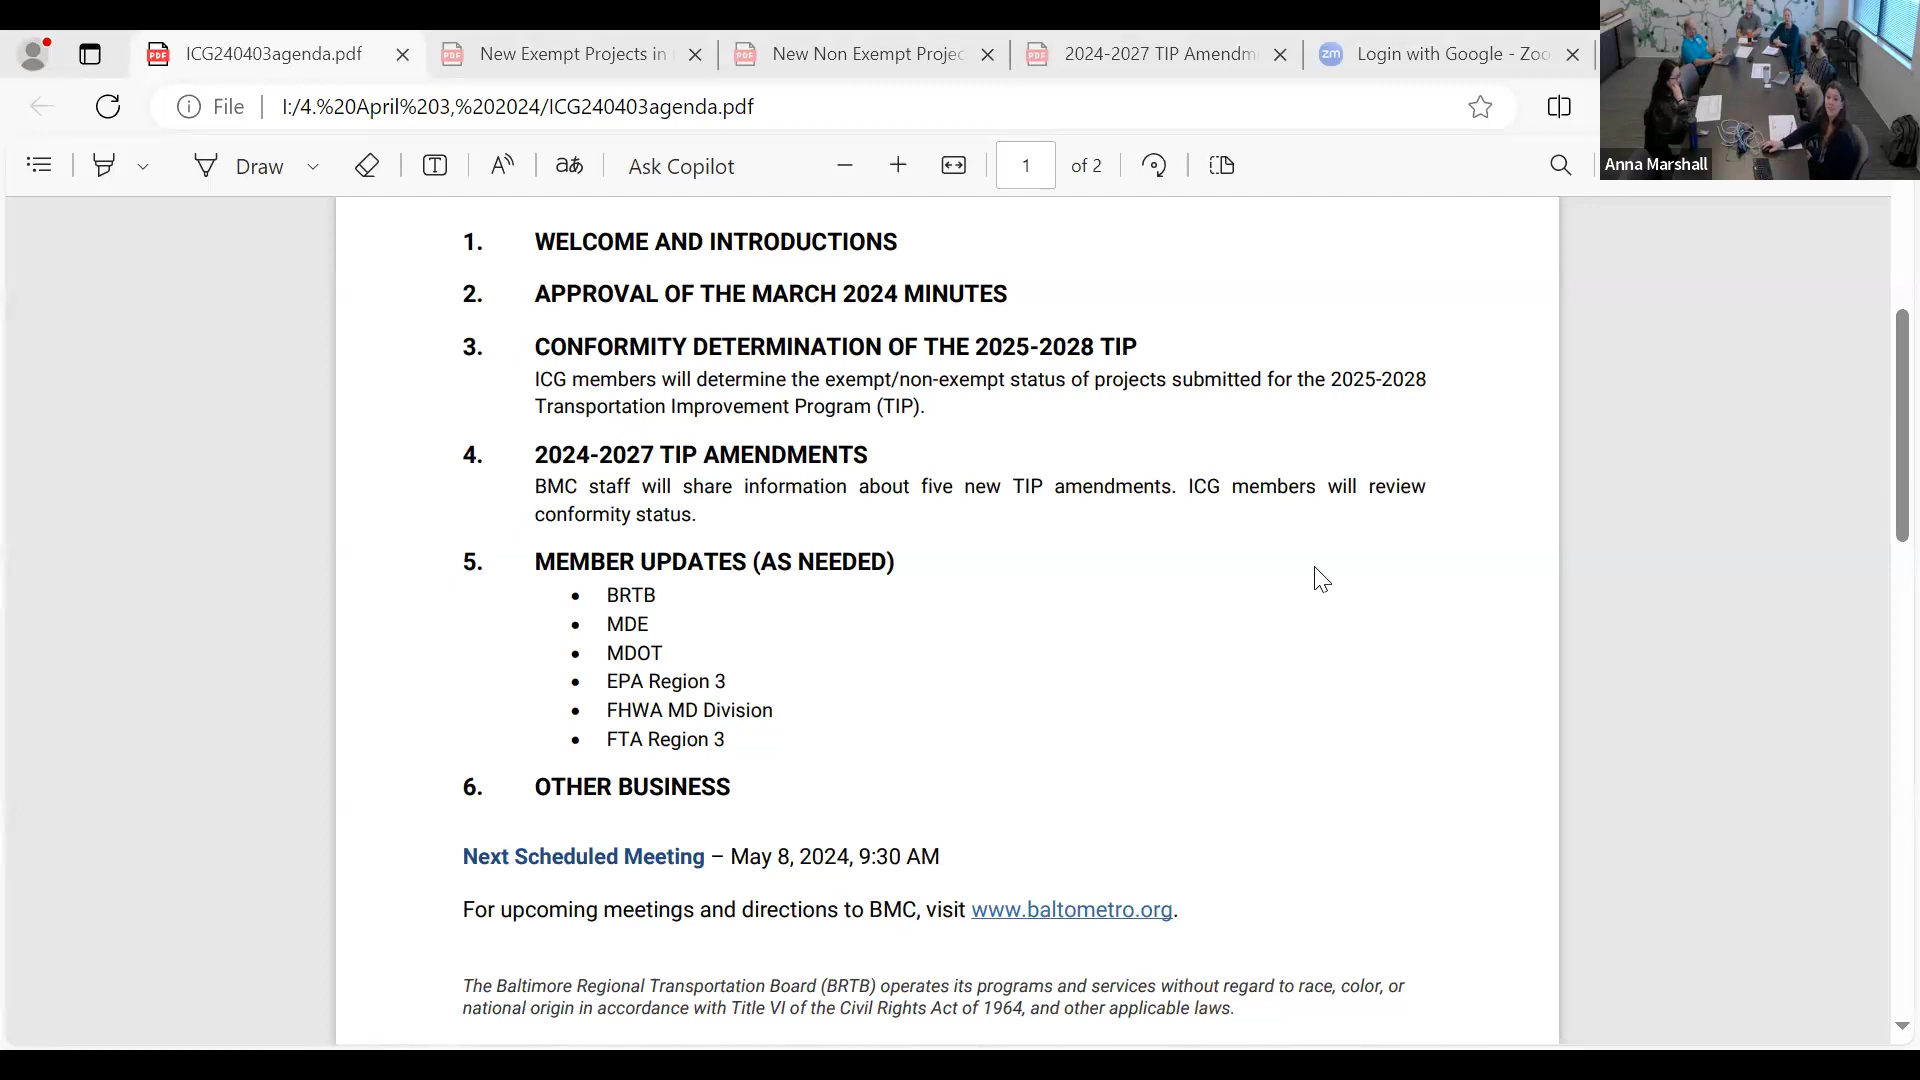 ICG240403agenda.pdf
New Exempt Projects in
New Non Exempt Projec
2024-2027 TIP Amendm
zm
Login with Google - Zoo
File
I:/4.%20April%203,%202024/ICG240403agenda.pdf
Draw
T
A
aあ
Ask Copilot
1
of 2
Anna Marshall
1. WELCOME AND INTRODUCTIONS
2. APPROVAL OF THE MARCH 2024 MINUTES
3. CONFORMITY DETERMINATION OF THE 2025-2028 TIP
ICG members will determine the exempt/non-exempt status of projects submitted for the 2025-2028
Transportation Improvement Program (TIP).
4. 2024-2027 TIP AMENDMENTS
BMC staff will share information about five new TIP amendments. ICG members will review
conformity status.
5. MEMBER UPDATES (AS NEEDED)
• BRTB
• MDE
• MDOT
• EPA Region 3
• FHWA MD Division
• FTA Region 3
6. OTHER BUSINESS
Next Scheduled Meeting – May 8, 2024, 9:30 AM
For upcoming meetings and directions to BMC, visit www.baltometro.org.
The Baltimore Regional Transportation Board (BRTB) operates its programs and services without regard to race, color, or
national origin in accordance with Title VI of the Civil Rights Act of 1964, and other applicable laws.